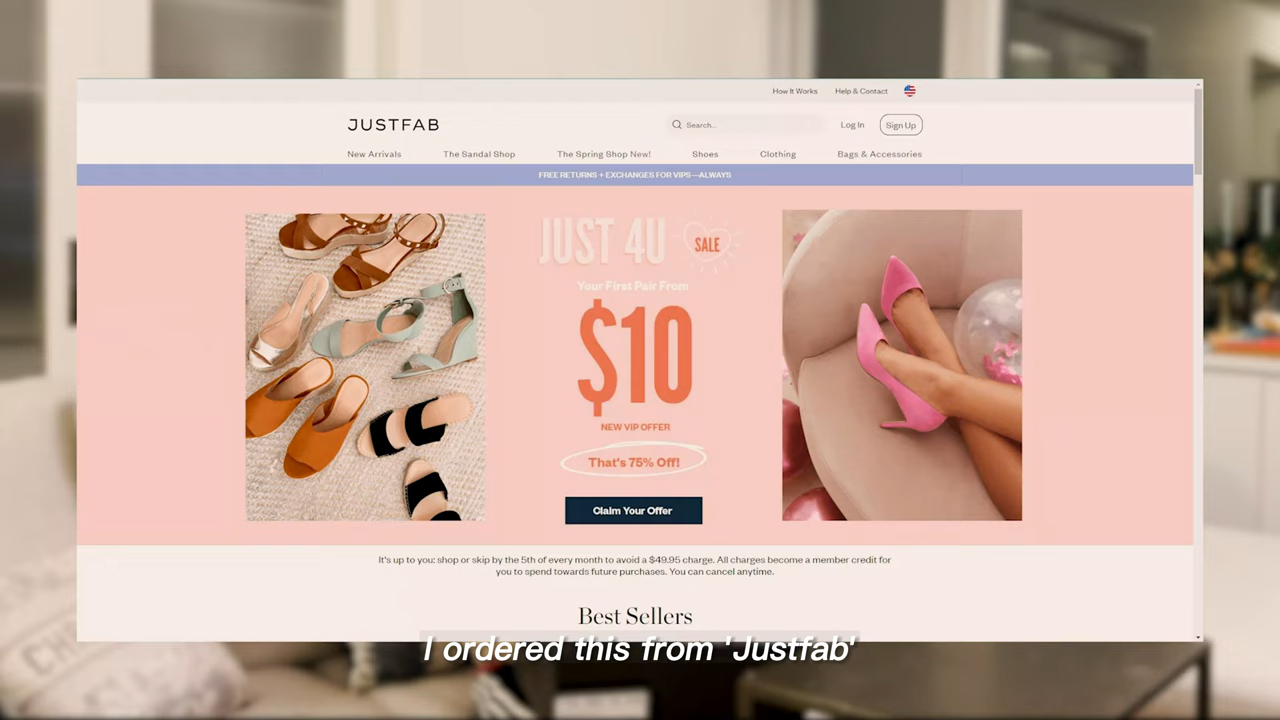 How It Works
Help & Contact
JUSTFAB
Search...
Log In
Sign Up
New Arrivals
The Sandal Shop
The Spring Shop New!
Shoes
Clothing
Bags & Accessories
FREE RETURNS + EXCHANGES FOR VIPS—ALWAYS
JUST 4U
SALE
Your First Pair From
$10
NEW VIP OFFER
That's 75% Off!
Claim Your Offer
It's up to you: shop or skip by the 5th of every month to avoid a $49.95 charge. All charges become a member credit for
you to spend towards future purchases. You can cancel anytime.
Best Sellers
I ordered this from 'Justfab'